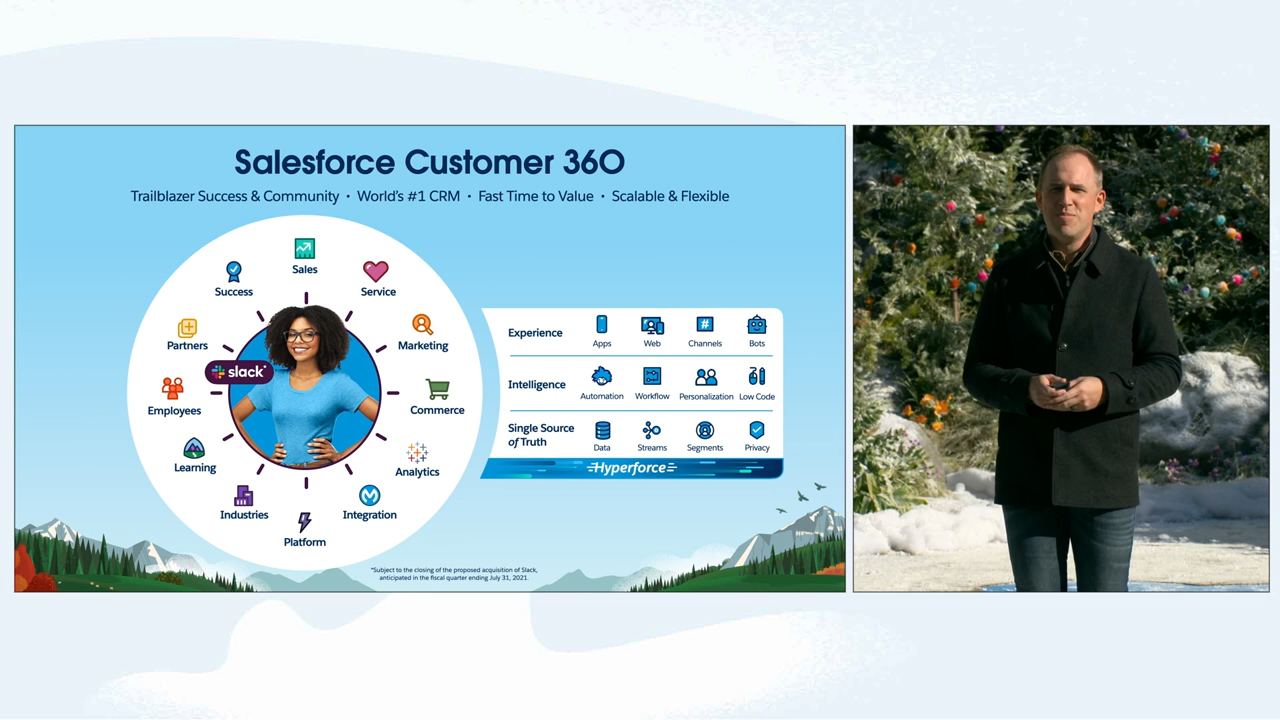 Salesforce Customer 360
Trailblazer Success & Community • World's #1 CRM • Fast Time to Value • Scalable & Flexible
Sales
Success
Service
Partners
Marketing
slack*
Employees
Commerce
Learning
Analytics
Industries
Integration
Platform
Experience
Apps
Web
#
Channels
Bots
Intelligence
Automation
Workflow
Personalization
Low Code
Single Source
of Truth
Data
Streams
Segments
Privacy
Hyperforce
*Subject to the closing of the proposed acquisition of Slack,
anticipated in the fiscal quarter ending July 31, 2021.